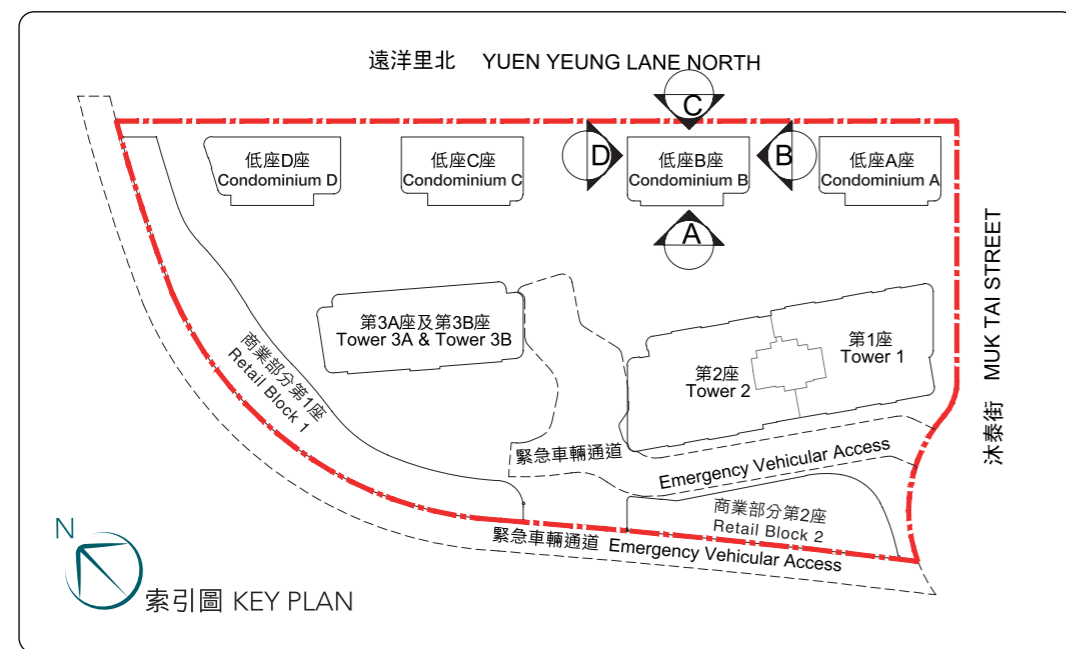 遠洋里北 YUEN YEUNG LANE NORTH
C
D
B
A
低座D座
Condominium D
低座C座
Condominium C
低座B座
Condominium B
低座A座
Condominium A
沐泰街 MUK TAI STREET
第3A座及第3B座
Tower 3A & Tower 3B
第1座
Tower 1
第2座
Tower 2
商業部分第1座
Retail Block 1
緊急車輛通道 Emergency Vehicular Access
商業部分第2座
Retail Block 2
緊急車輛通道 Emergency Vehicular Access
N
索引圖 KEY PLAN